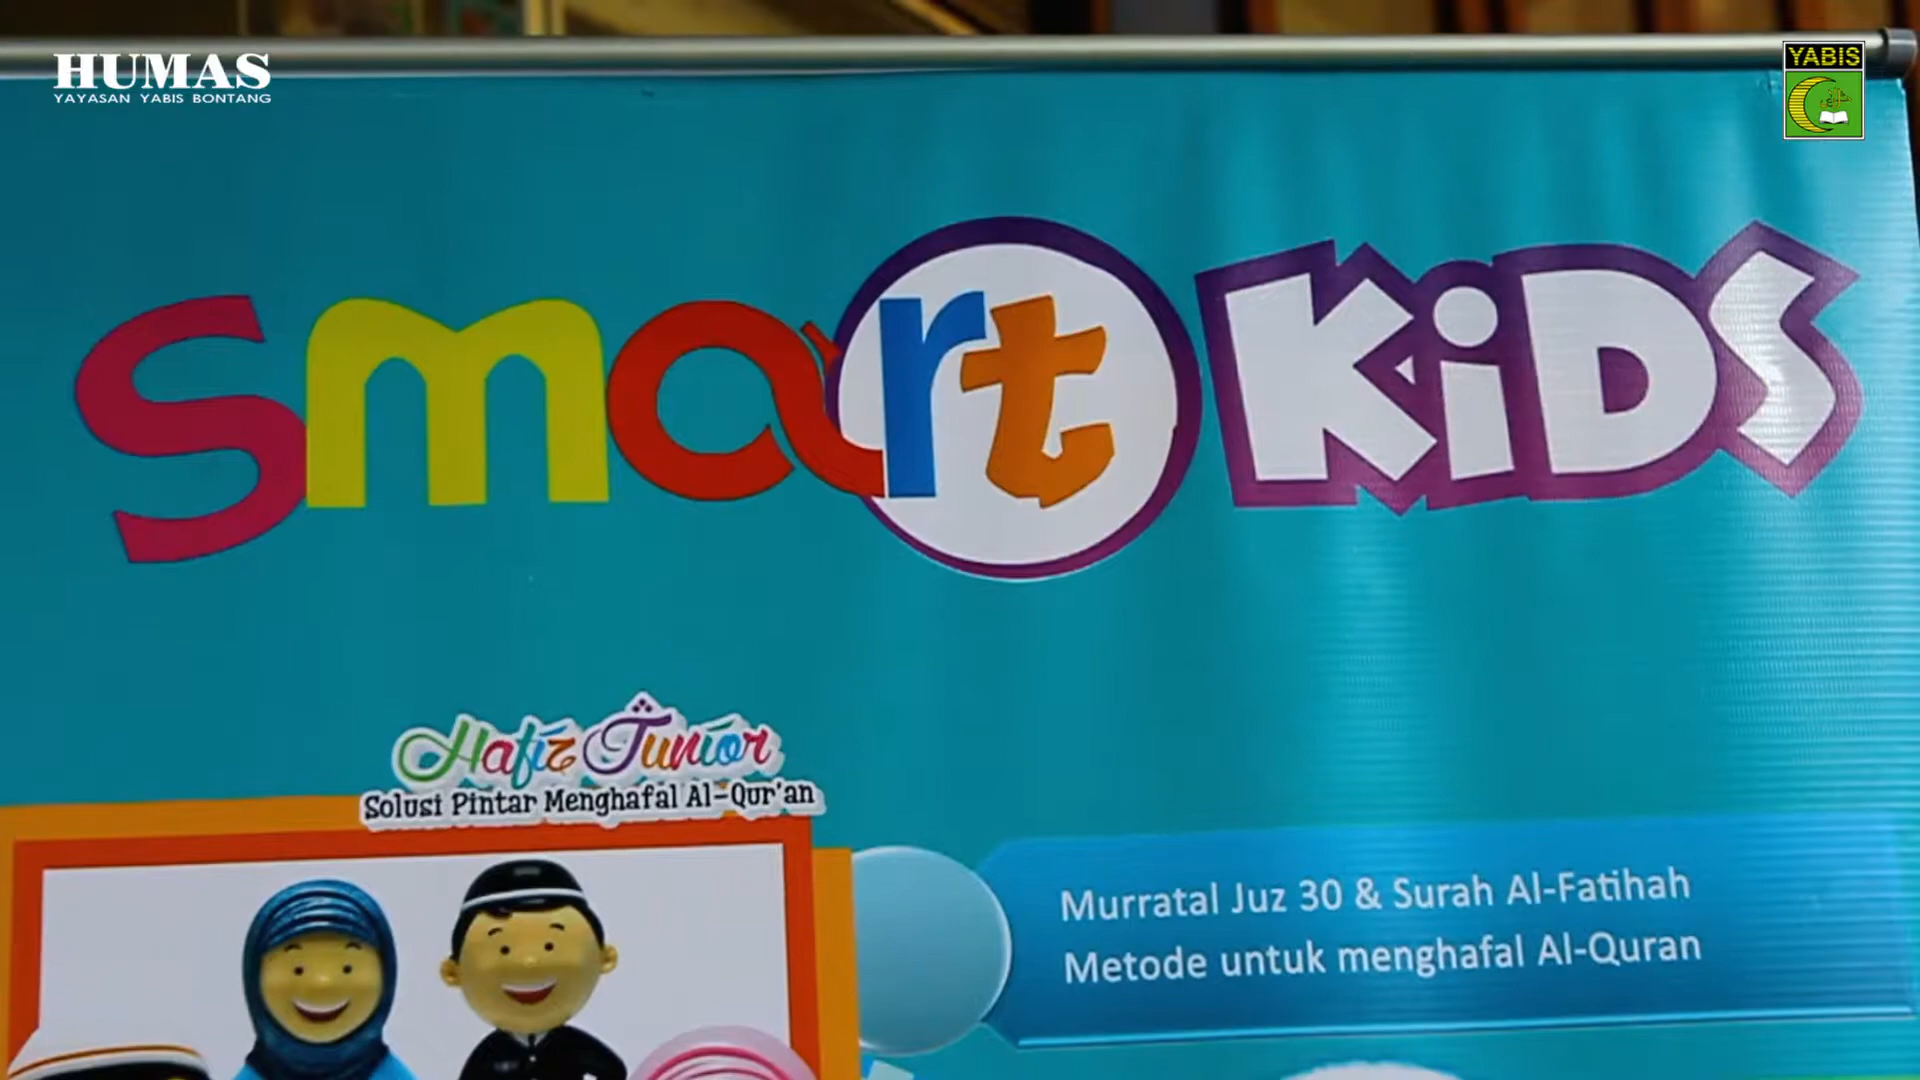 HUMAS
YAYASAN YABIS BONTANG
YABIS
smart KiDS
Hafiz Junior
Solusi Pintar Menghafal Al-Qur'an
Murratal Juz 30 & Surah Al-Fatihah
Metode untuk menghafal Al-Quran